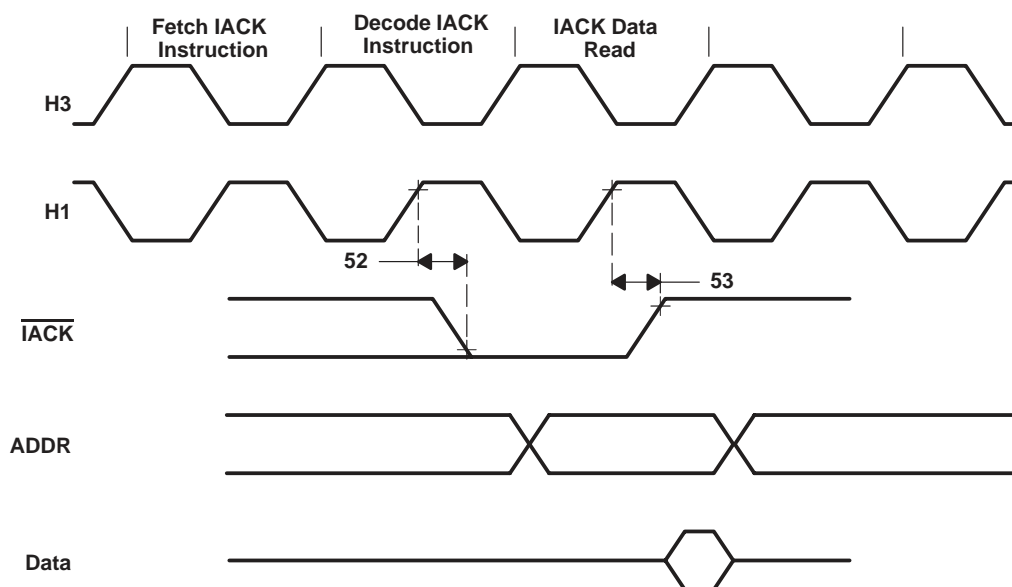 Fetch IACK
Instruction
Decode IACK
Instruction
IACK Data
Read
H3
H1
52
53
IACK
ADDR
Data